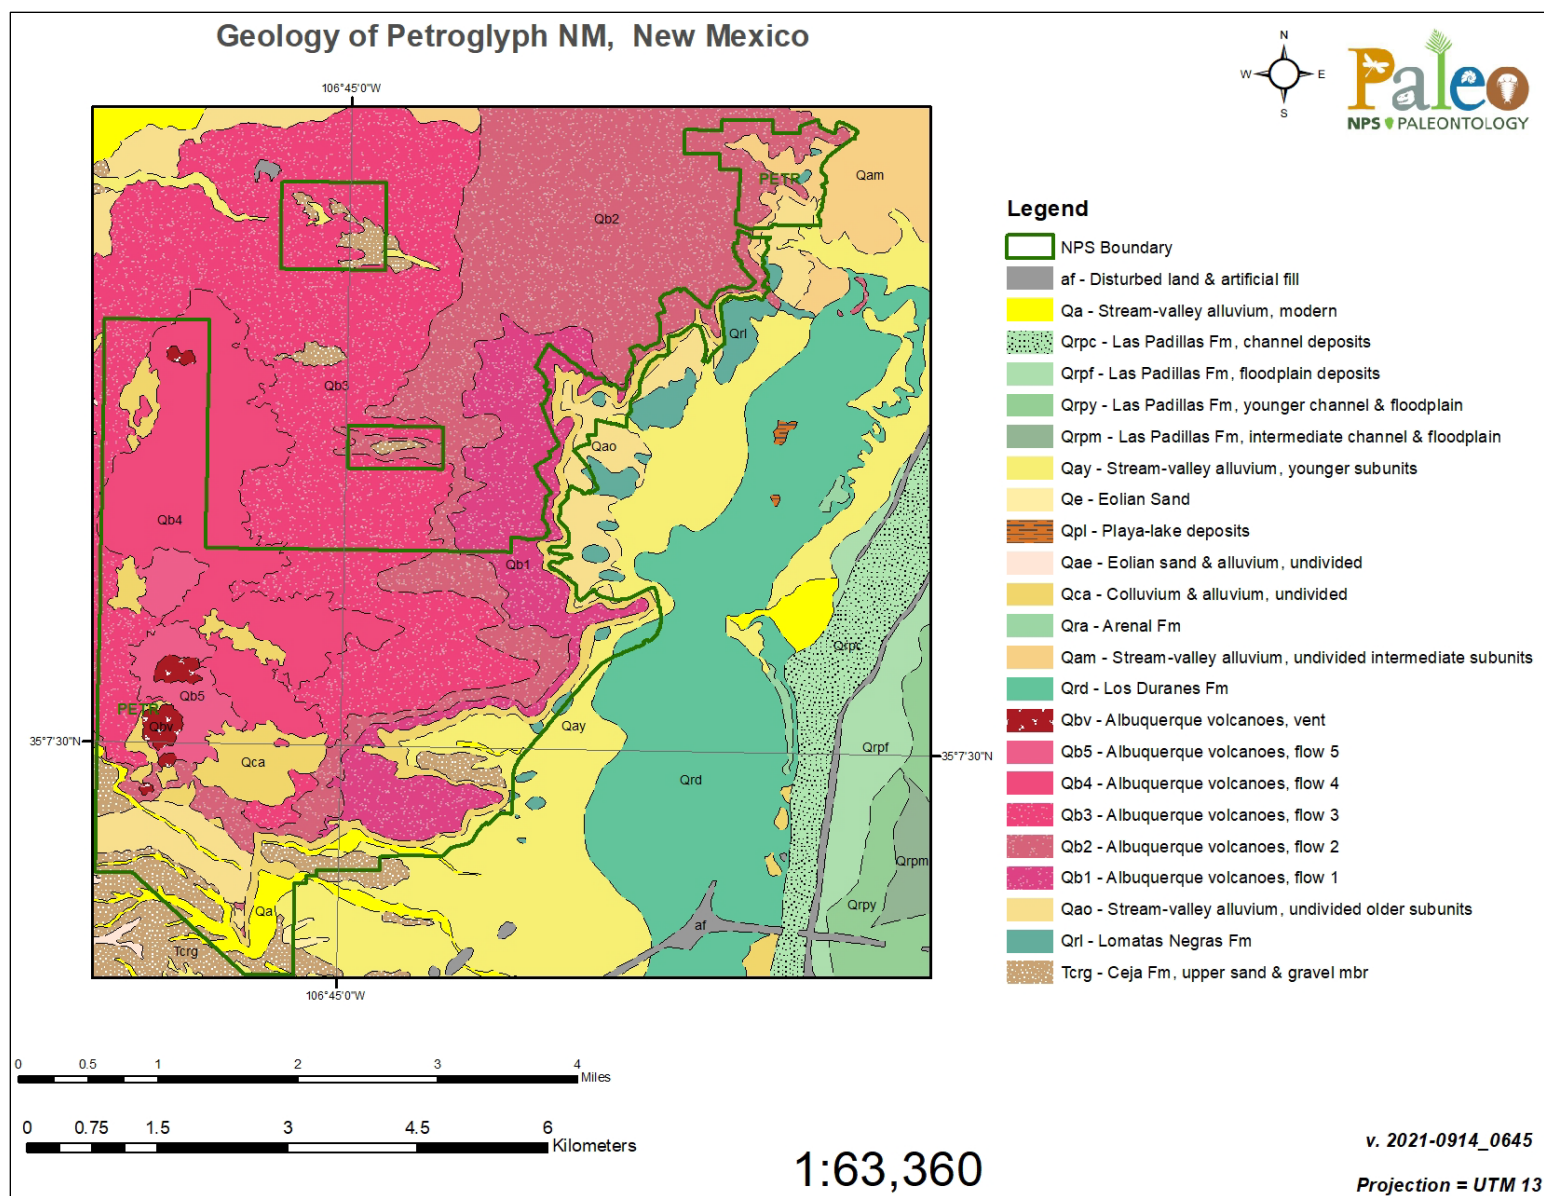 Geology of Petroglyph NM, New Mexico
N
W E
S
Paleo
NPS PALEONTOLOGY
106°45'0"W
PETR
Qam
Qb2
Qrl
Qb3
Qao
Qb4
Qb1
Qrpc
Qb5
PETR
Qbv
Qay
35°7'30"N
35°7'30"N
Qrpf
Qca
Qrd
Qrpm
Qrpy
Qa
af
Tcrg
106°45'0"W
Legend
NPS Boundary
af - Disturbed land & artificial fill
Qa - Stream-valley alluvium, modern
Qrpc - Las Padillas Fm, channel deposits
Qrpf - Las Padillas Fm, floodplain deposits
Qrpy - Las Padillas Fm, younger channel & floodplain
Qrpm - Las Padillas Fm, intermediate channel & floodplain
Qay - Stream-valley alluvium, younger subunits
Qe - Eolian Sand
Qpl - Playa-lake deposits
Qae - Eolian sand & alluvium, undivided
Qca - Colluvium & alluvium, undivided
Qra - Arenal Fm
Qam - Stream-valley alluvium, undivided intermediate subunits
Qrd - Los Duranes Fm
Qbv - Albuquerque volcanoes, vent
Qb5 - Albuquerque volcanoes, flow 5
Qb4 - Albuquerque volcanoes, flow 4
Qb3 - Albuquerque volcanoes, flow 3
Qb2 - Albuquerque volcanoes, flow 2
Qb1 - Albuquerque volcanoes, flow 1
Qao - Stream-valley alluvium, undivided older subunits
Qrl - Lomatas Negras Fm
Tcrg - Ceja Fm, upper sand & gravel mbr
0 0.5 1 2 3 4
Miles
0 0.75 1.5 3 4.5 6
Kilometers
1:63,360
v. 2021-0914_0645
Projection = UTM 13